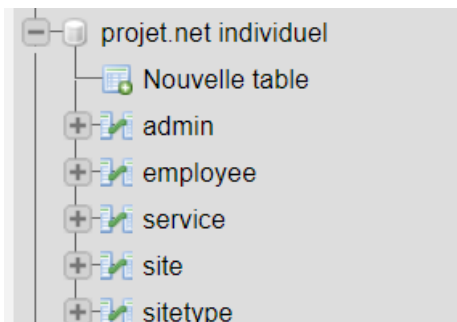 projet.net individuel
Nouvelle table
admin
employee
service
site
sitetype